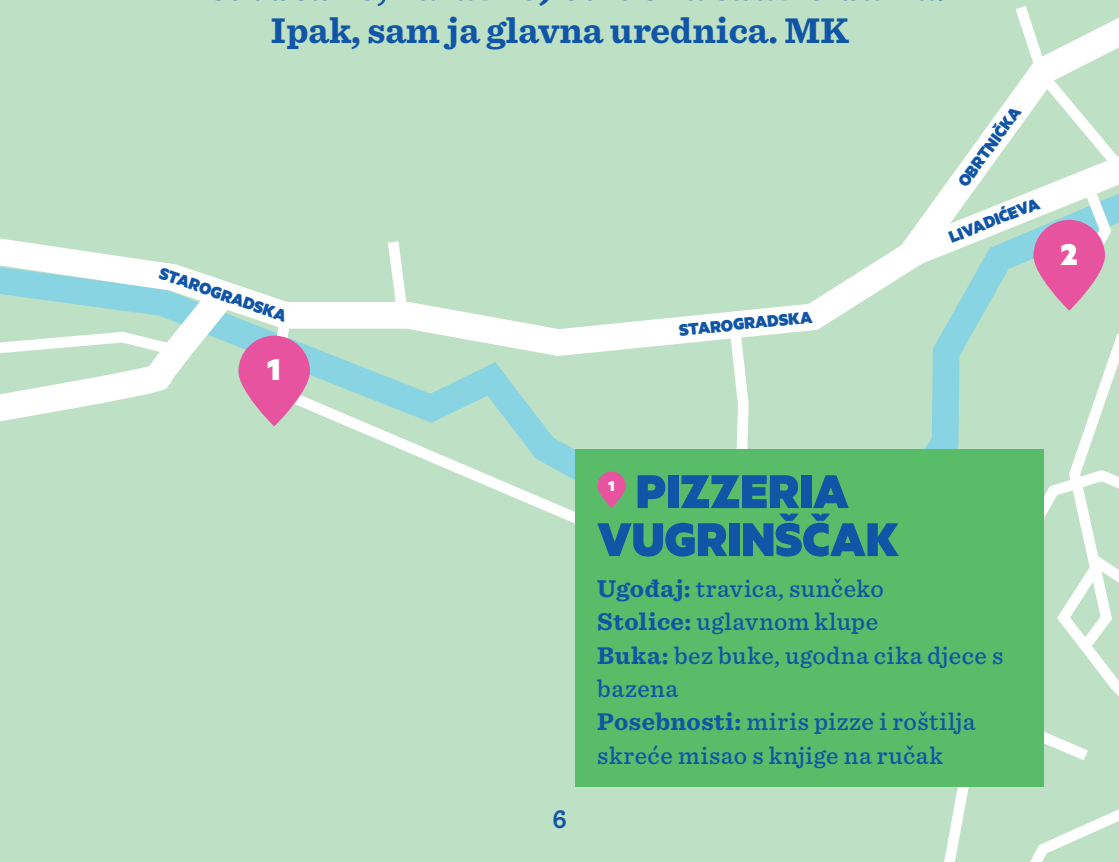 Ipak, sam ja glavna urednica. MK
OBRTNIČKA
LIVADIĆEVA
2
STAROGRADSKA
STAROGRADSKA
1
1 PIZZERIA
VUGRINŠČAK
Ugođaj: travica, sunčeko
Stolice: uglavnom klupe
Buka: bez buke, ugodna cika djece s
bazena
Posebnosti: miris pizze i roštilja
skreće misao s knjige na ručak
6